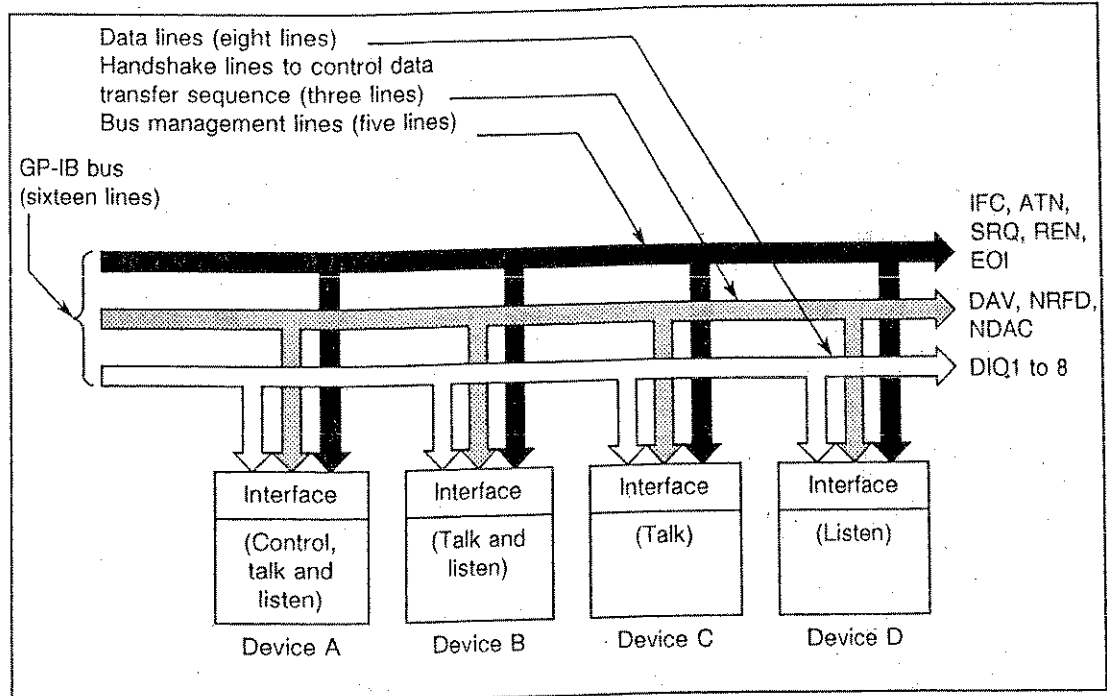 Data lines (eight lines)
Handshake lines to control data
transfer sequence (three lines)
Bus management lines (five lines)
GP-IB bus
(sixteen lines)
IFC, ATN,
SRQ, REN,
EOI
DAV, NRFD,
NDAC
DIQ1 to 8
Interface
(Control,
talk and
listen)
Device A
Interface
(Talk and
listen)
Device B
Interface
(Talk)
Device C
Interface
(Listen)
Device D